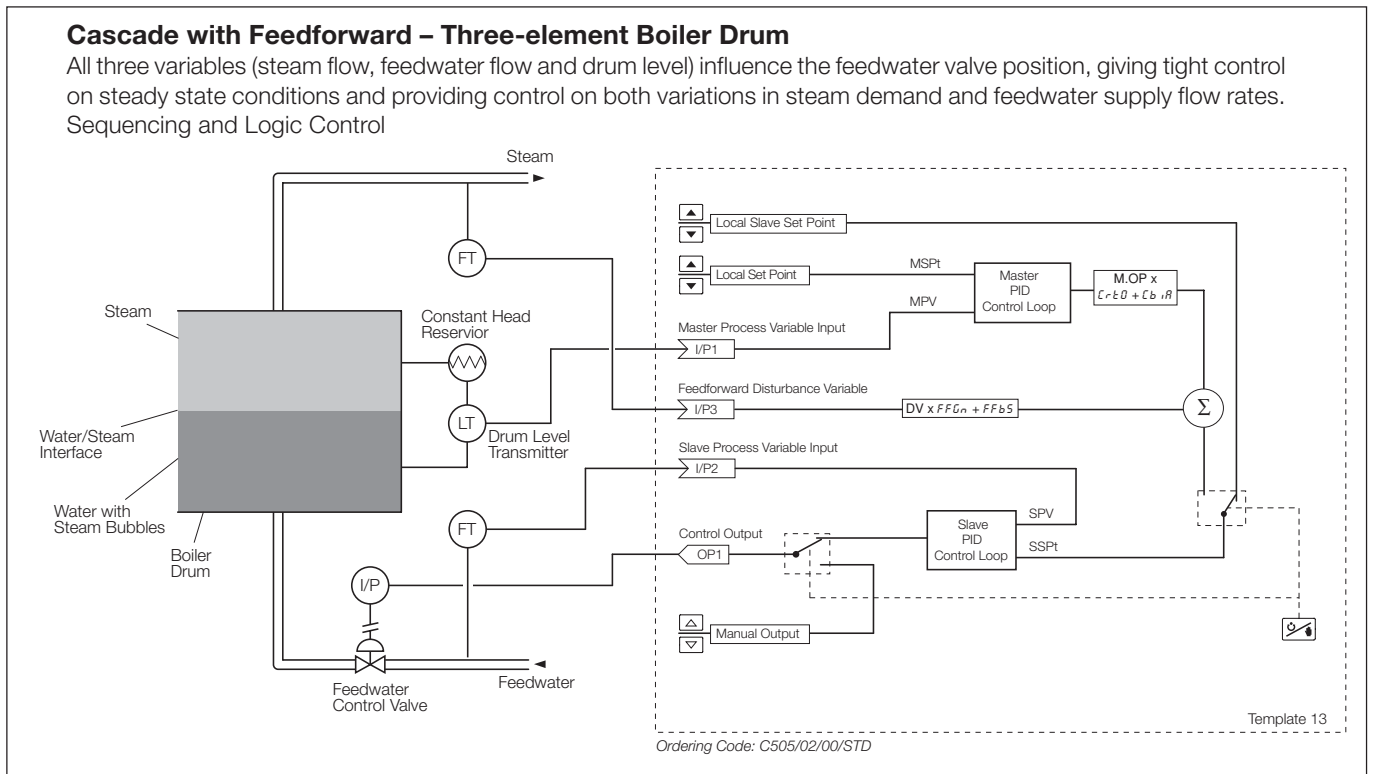 Cascade with Feedforward – Three-element Boiler Drum
All three variables (steam flow, feedwater flow and drum level) influence the feedwater valve position, giving tight control
on steady state conditions and providing control on both variations in steam demand and feedwater supply flow rates.
Sequencing and Logic Control
Steam
FT
Steam
Constant Head
Reservior
LT
Drum Level
Transmitter
Water/Steam
Interface
Water with
Steam Bubbles
Boiler
Drum
FT
I/P
Feedwater
Control Valve
Feedwater
Local Slave Set Point
Local Set Point
MSPt
MPV
Master
PID
Control Loop
M.OP x
CrtO + CbiA
Master Process Variable Input
I/P1
Feedforward Disturbance Variable
I/P3
DV x FFGn + FFbS
Σ
Slave Process Variable Input
I/P2
Control Output
OP1
Slave
PID
Control Loop
SPV
SSPt
Manual Output
Template 13
Ordering Code: C505/02/00/STD